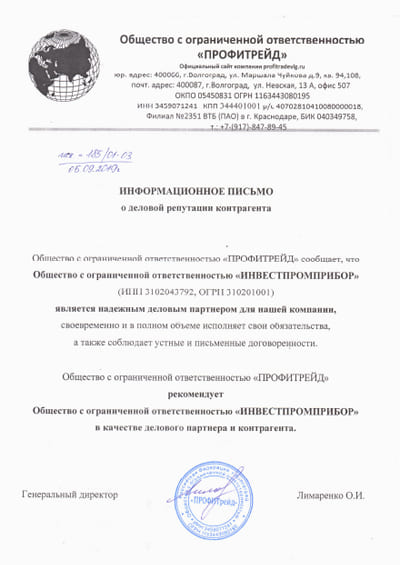 Общество с ограниченной ответственностью
«ПРОФИТРЕЙД»
Официальный сайт компании profitradevlg.ru
юр. адрес: 400066, г.Волгоград, ул. Маршала Чуйкова д.9, кв. 94,108,
почт. адрес: 400087, г.Волгоград, ул. Невская, 13 А, офис 507
ОКПО 05450831 ОГРН 1163443080195
ИНН 3459071241 КПП 344401001 р/с 40702810410080000018,
Филиал №2351 ВТБ (ПАО) в г. Краснодаре, БИК 040349758,
т.: +7-(917)-847-89-45
исх - 185/01-03
06.09.2019г
ИНФОРМАЦИОННОЕ ПИСЬМО
о деловой репутации контрагента
Общество с ограниченной ответственностью «ПРОФИТРЕЙД» сообщает, что
Общество с ограниченной ответственностью «ИНВЕСТПРОМПРИБОР»
(ИНН 3102043792, ОГРН 310201001)
является надежным деловым партнером для нашей компании,
своевременно и в полном объеме исполняет свои обязательства,
а также соблюдает устные и письменные договоренности.
Общество с ограниченной ответственностью «ПРОФИТРЕЙД»
рекомендует
Общество с ограниченной ответственностью «ИНВЕСТПРОМПРИБОР»
в качестве делового партнера и контрагента.
Генеральный директор
«ПРОФИТРЕЙД»
Лимаренко О.И.